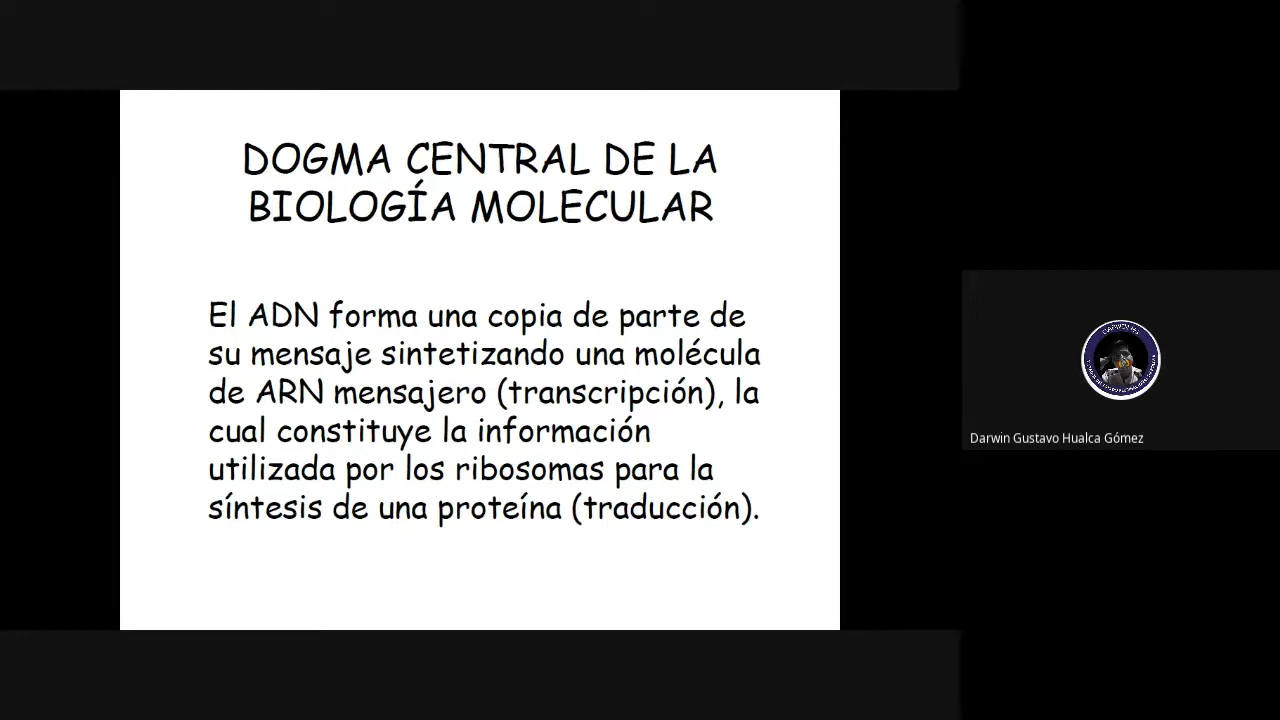 DOGMA CENTRAL DE LA
BIOLOGÍA MOLECULAR
El ADN forma una copia de parte de
su mensaje sintetizando una molécula
de ARN mensajero (transcripción), la
cual constituye la información
utilizada por los ribosomas para la
síntesis de una proteína (traducción).
Darwin Gustavo Hualca Gómez